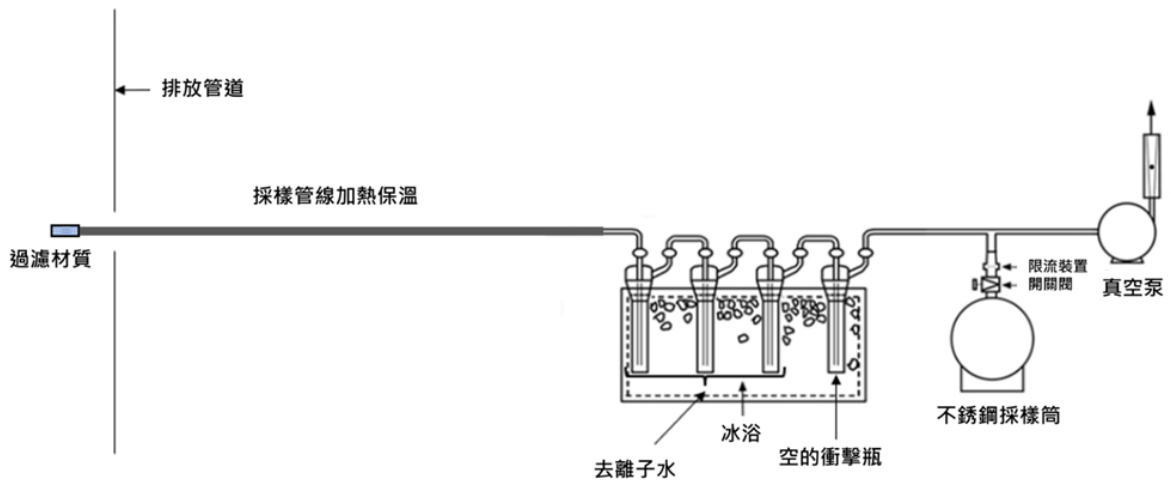 排放管道
採樣管線加熱保溫
過濾材質
限流裝置
開關閥
真空泵
不銹鋼採樣筒
冰浴
空的衝擊瓶
去離子水